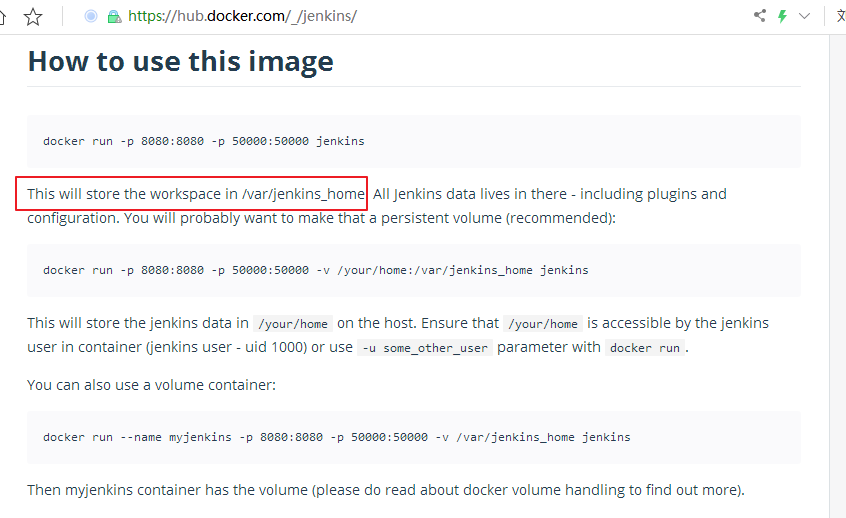 https://hub.docker.com/_/jenkins/
How to use this image
docker run -p 8080:8080 -p 50000:50000 jenkins
This will store the workspace in /var/jenkins_home. All Jenkins data lives in there - including plugins and
configuration. You will probably want to make that a persistent volume (recommended):
docker run -p 8080:8080 -p 50000:50000 -v /your/home:/var/jenkins_home jenkins
This will store the jenkins data in /your/home on the host. Ensure that /your/home is accessible by the jenkins
user in container (jenkins user - uid 1000) or use -u some_other_user parameter with docker run.
You can also use a volume container:
docker run --name myjenkins -p 8080:8080 -p 50000:50000 -v /var/jenkins_home jenkins
Then myjenkins container has the volume (please do read about docker volume handling to find out more).